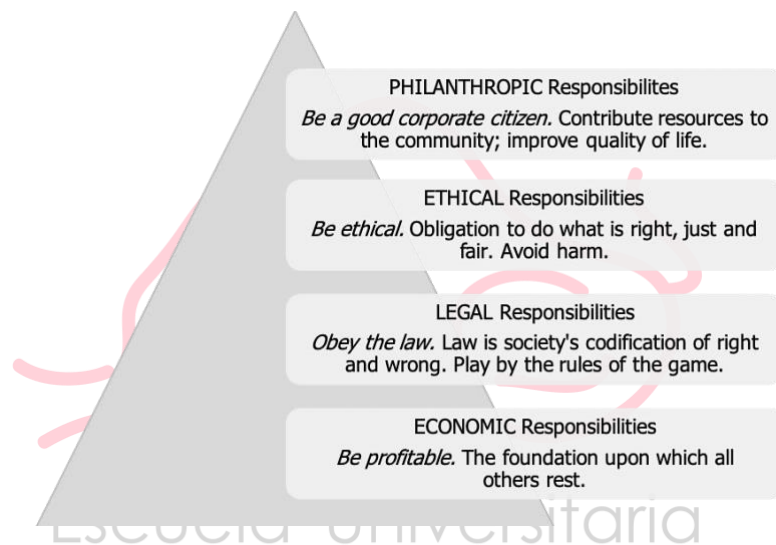 PHILANTHROPIC Responsibilites
Be a good corporate citizen. Contribute resources to
the community; improve quality of life.
ETHICAL Responsibilities
Be ethical. Obligation to do what is right, just and
fair. Avoid harm.
LEGAL Responsibilities
Obey the law. Law is society's codification of right
and wrong. Play by the rules of the game.
ECONOMIC Responsibilities
Be profitable. The foundation upon which all
others rest.
Escuela Universitaria